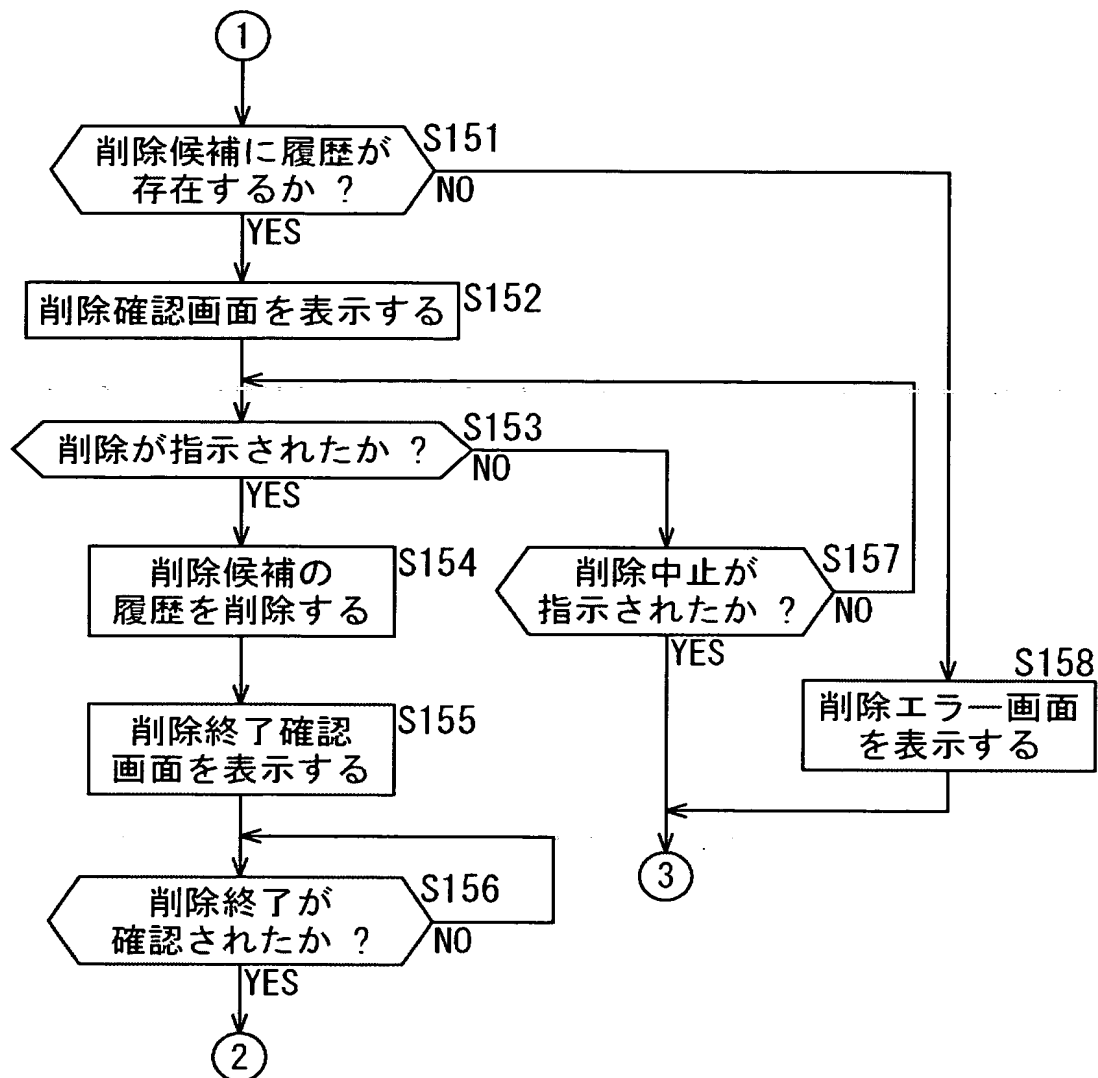 1
削除候補に履歴が
存在するか ?
S151
NO
YES
削除確認画面を表示する
S152
削除が指示されたか ?
S153
NO
YES
削除候補の
履歴を削除する
S154
削除中止が
指示されたか ?
S157
NO
YES
S158
削除エラー画面
を表示する
削除終了確認
画面を表示する
S155
3
削除終了が
確認されたか ?
S156
NO
YES
2